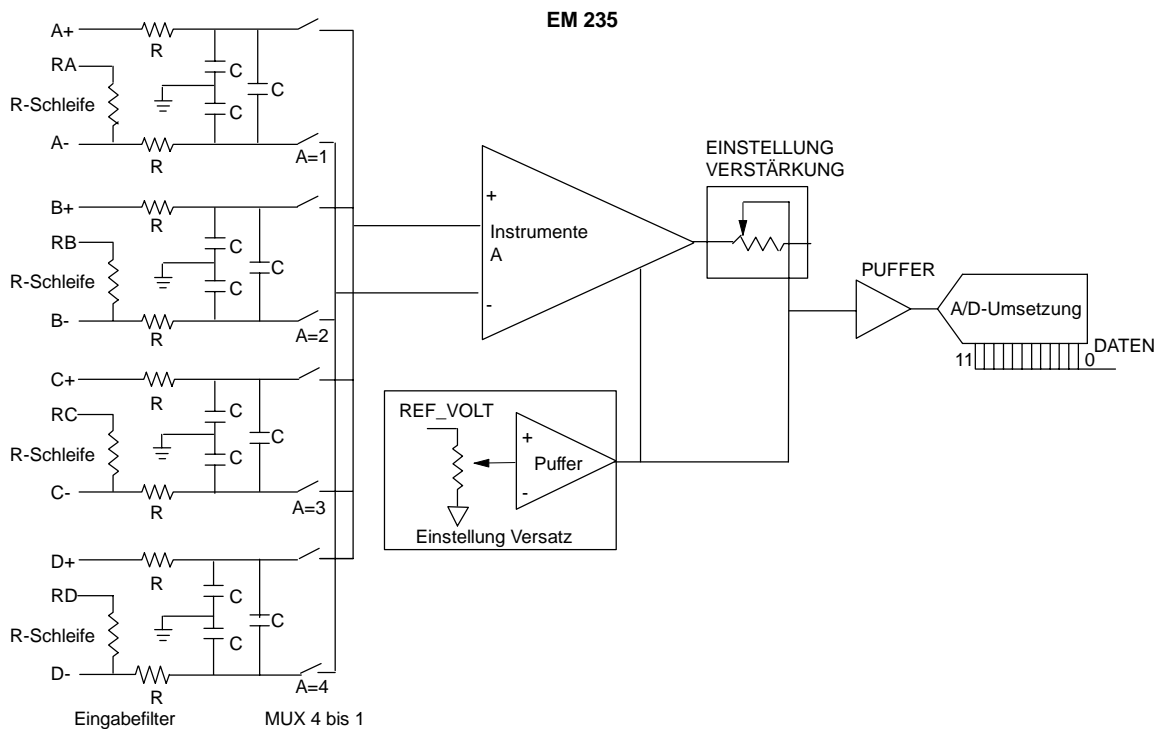 EM 235
A+
R
RA
C
R-Schleife
C
C
A-
R
A=1
B+
R
RB
C
R-Schleife
C
C
B-
R
A=2
C+
R
RC
C
R-Schleife
C
C
C-
R
A=3
D+
R
RD
C
R-Schleife
C
C
D-
R
A=4
Eingabefilter
MUX 4 bis 1
+
Instrumente
A
-
EINSTELLUNG
VERSTÄRKUNG
REF_VOLT
+
Puffer
-
Einstellung Versatz
PUFFER
A/D-Umsetzung
11
0
DATEN